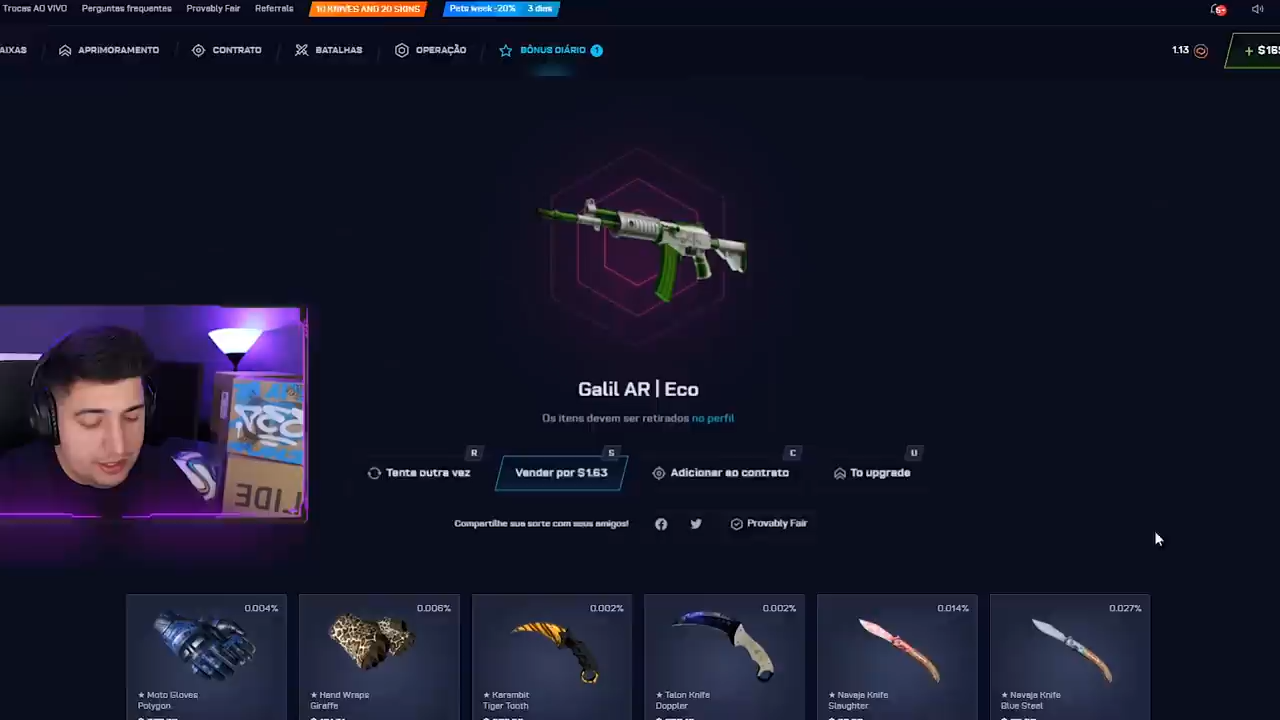 Trocas AO VIVO Perguntas frequentes Provably Fair Referrals 10 KNIVES AND 20 SKINS Pets week -20% 3 dias 5+
AIXAS APRIMORAMENTO CONTRATO BATALHAS OPERAÇÃO BÔNUS DIÁRIO 1 1.13 + $16
Galil AR | Eco
Os itens devem ser retirados no perfil
R S C U
Tente outra vez Vender por $1.63 Adicionar ao contrato To upgrade
Compartilhe sua sorte com seus amigos! Provably Fair
0.004% 0.006% 0.002% 0.002% 0.014% 0.027%
★ Moto Gloves ★ Hand Wraps ★ Karambit ★ Talon Knife ★ Navaja Knife ★ Navaja Knife
Polygon Giraffe Tiger Tooth Doppler Slaughter Blue Steel